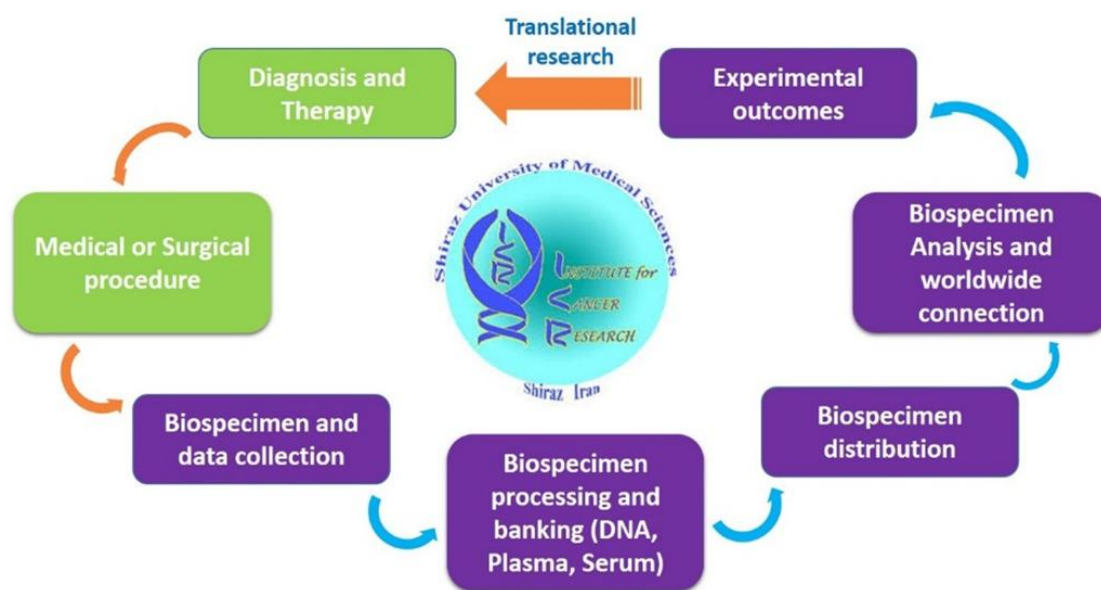 Translational
research
Diagnosis and
Therapy
Experimental
outcomes
Medical or Surgical
procedure
Shiraz University of Medical Sciences
ICR
INSTITUTE for
CANCER
RESEARCH
Shiraz Iran
Biospecimen
Analysis and
worldwide
connection
Biospecimen and
data collection
Biospecimen
processing and
banking (DNA,
Plasma, Serum)
Biospecimen
distribution